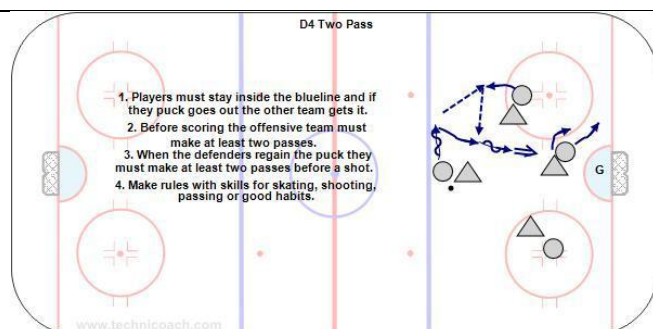 D4 Two Pass
1. Players must stay inside the blueline and if
they puck goes out the other team gets it.
2. Before scoring the offensive team must
make at least two passes.
3. When the defenders regain the puck they
must make at least two passes before a shot.
4. Make rules with skills for skating, shooting,
passing or good habits.
G
www.technicoach.com